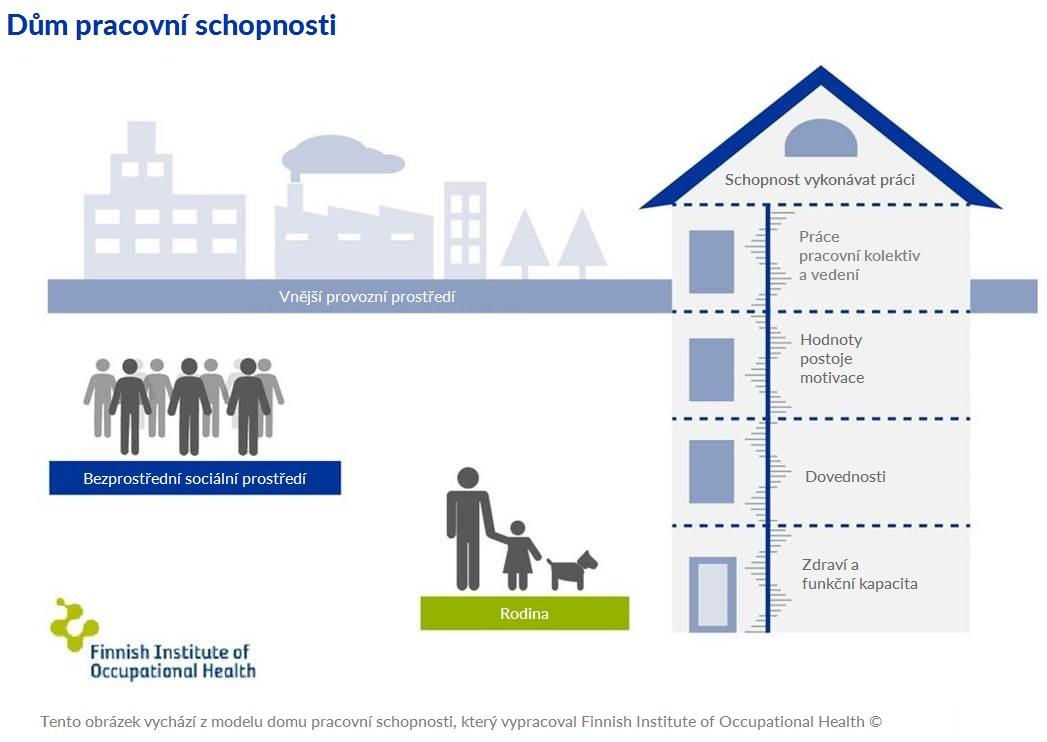 Dům pracovní schopnosti
Schopnost vykonávat práci
Práce
pracovní kolektiv
a vedení
Vnější provozní prostředí
Hodnoty
postoje
motivace
Bezprostřední sociální prostředí
Dovednosti
Zdraví a
funkční kapacita
Rodina
Finnish Institute of
Occupational Health
Tento obrázek vychází z modelu domu pracovní schopnosti, který vypracoval Finnish Institute of Occupational Health ©